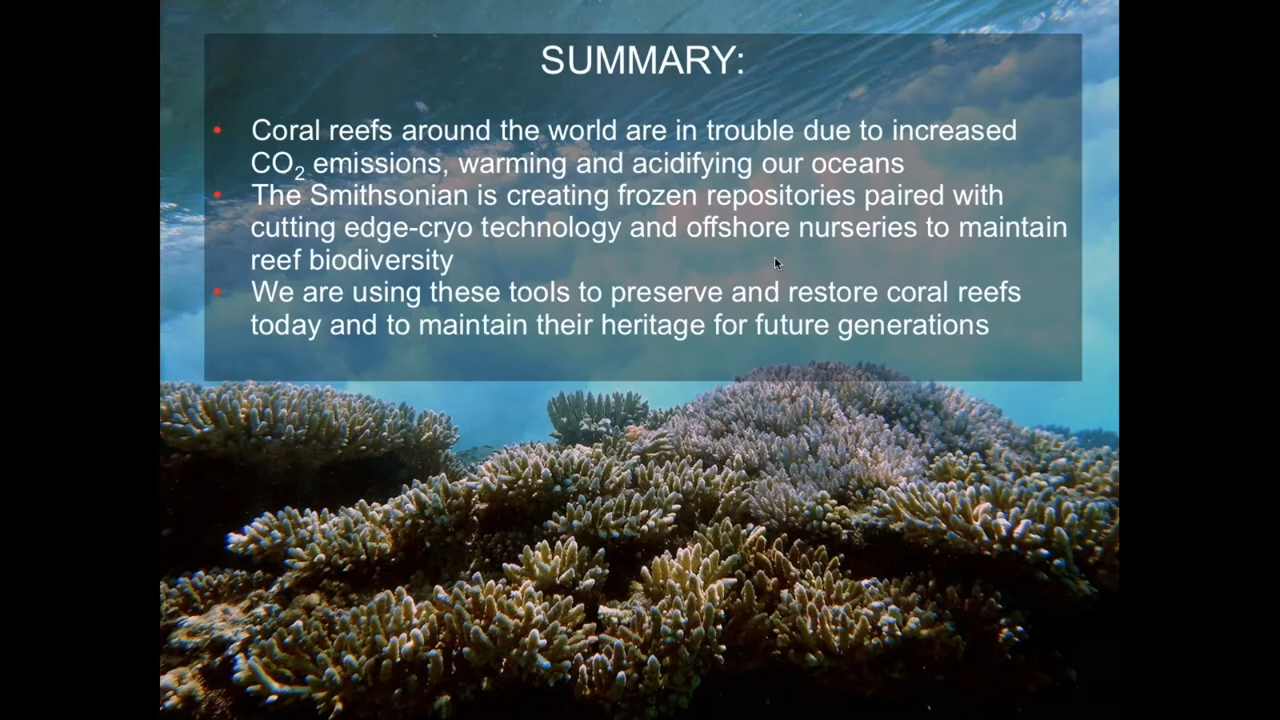 SUMMARY:
• Coral reefs around the world are in trouble due to increased
CO₂ emissions, warming and acidifying our oceans
• The Smithsonian is creating frozen repositories paired with
cutting edge-cryo technology and offshore nurseries to maintain
reef biodiversity
• We are using these tools to preserve and restore coral reefs
today and to maintain their heritage for future generations